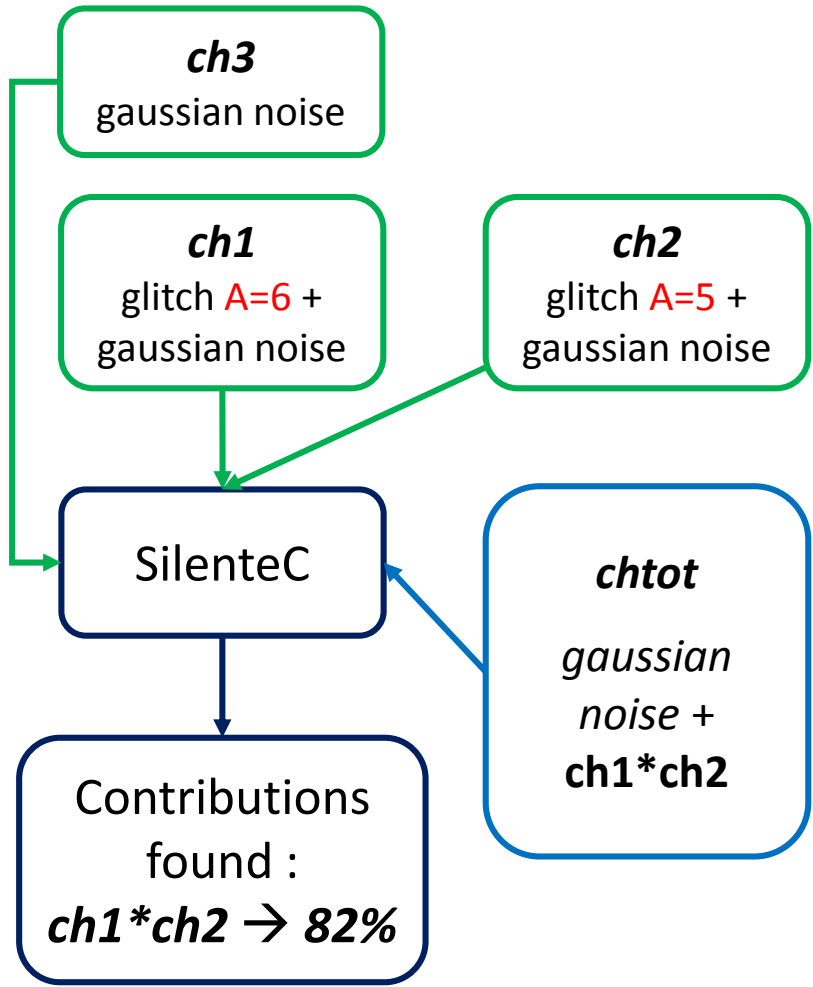 ch3
gaussian noise
ch1
glitch A=6 +
gaussian noise
ch2
glitch A=5 +
gaussian noise
SilenteC
chtot
gaussian
noise +
ch1*ch2
Contributions
found :
ch1*ch2 → 82%